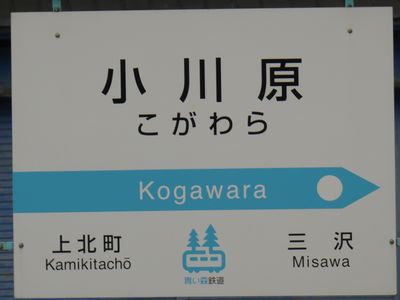 小川原
こがわら
Kogawara
上北町
Kamikitachō
青い森鉄道
三沢
Misawa